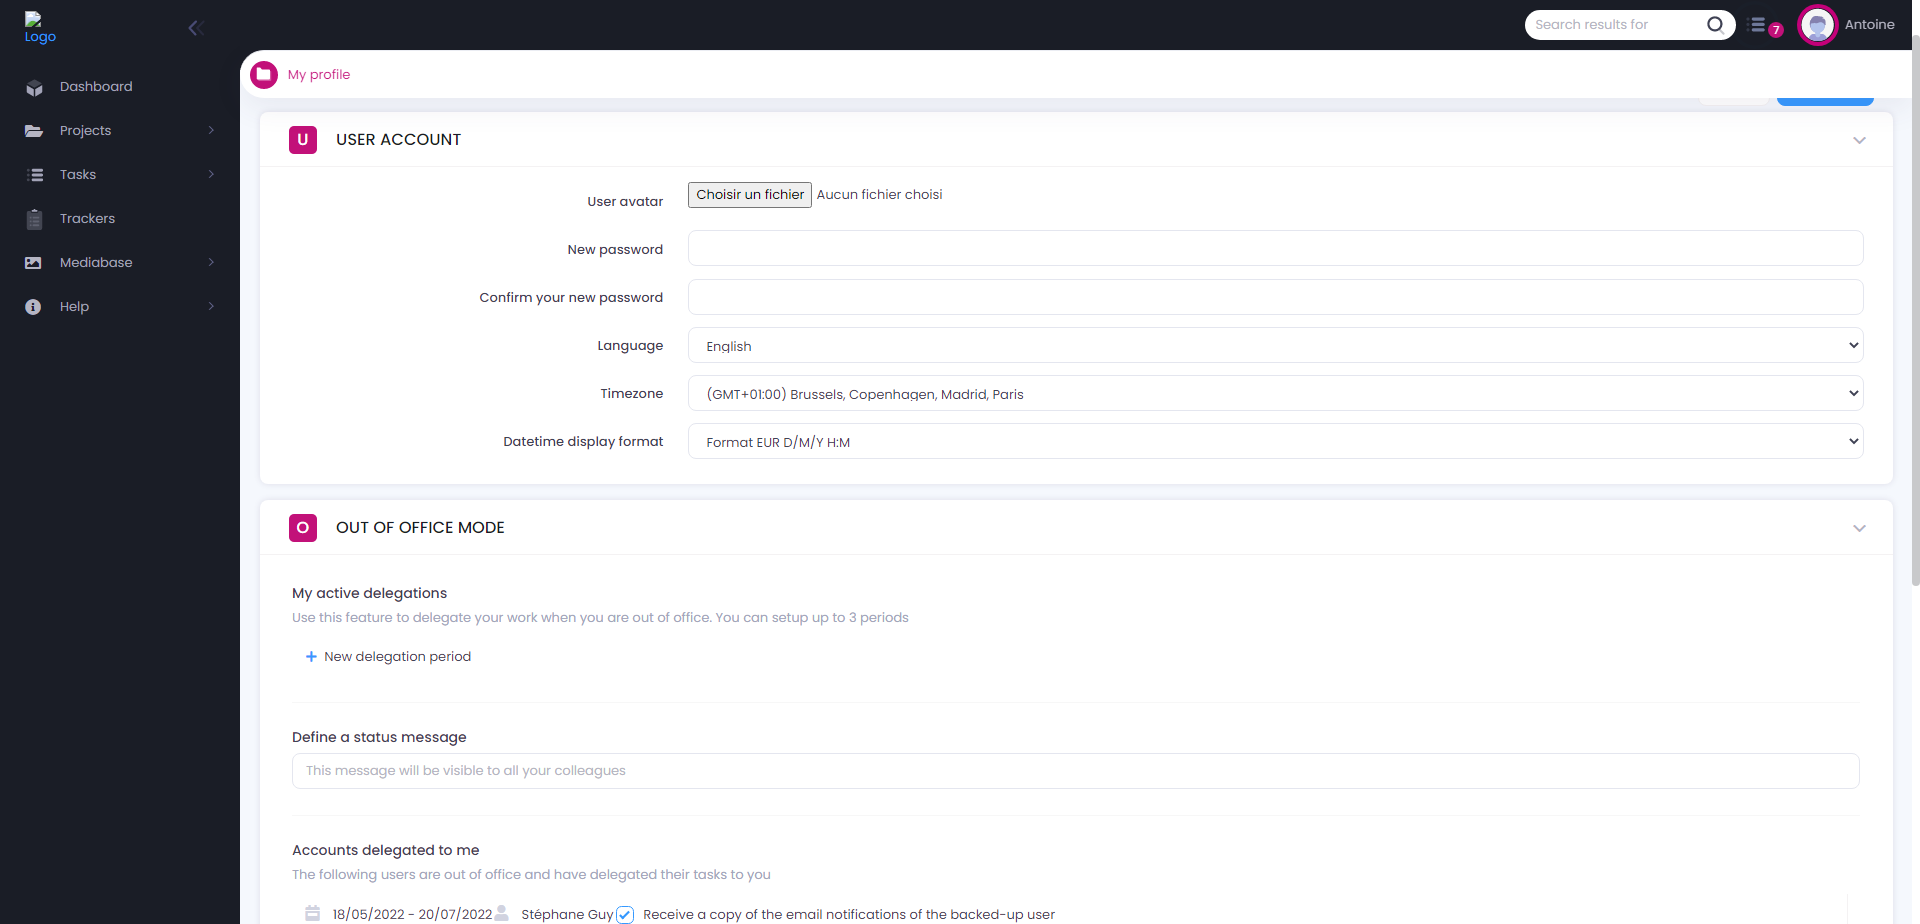 Logo
Search results for
7
Antoine
Dashboard
Projects
Tasks
Trackers
Mediabase
Help
My profile
U USER ACCOUNT
User avatar Choisir un fichier Aucun fichier choisi
New password
Confirm your new password
Language English
Timezone (GMT+01:00) Brussels, Copenhagen, Madrid, Paris
Datetime display format Format EUR D/M/Y H:M
O OUT OF OFFICE MODE
My active delegations
Use this feature to delegate your work when you are out of office. You can setup up to 3 periods
+ New delegation period
Define a status message
This message will be visible to all your colleagues
Accounts delegated to me
The following users are out of office and have delegated their tasks to you
18/05/2022 - 20/07/2022 Stéphane Guy Receive a copy of the email notifications of the backed-up user